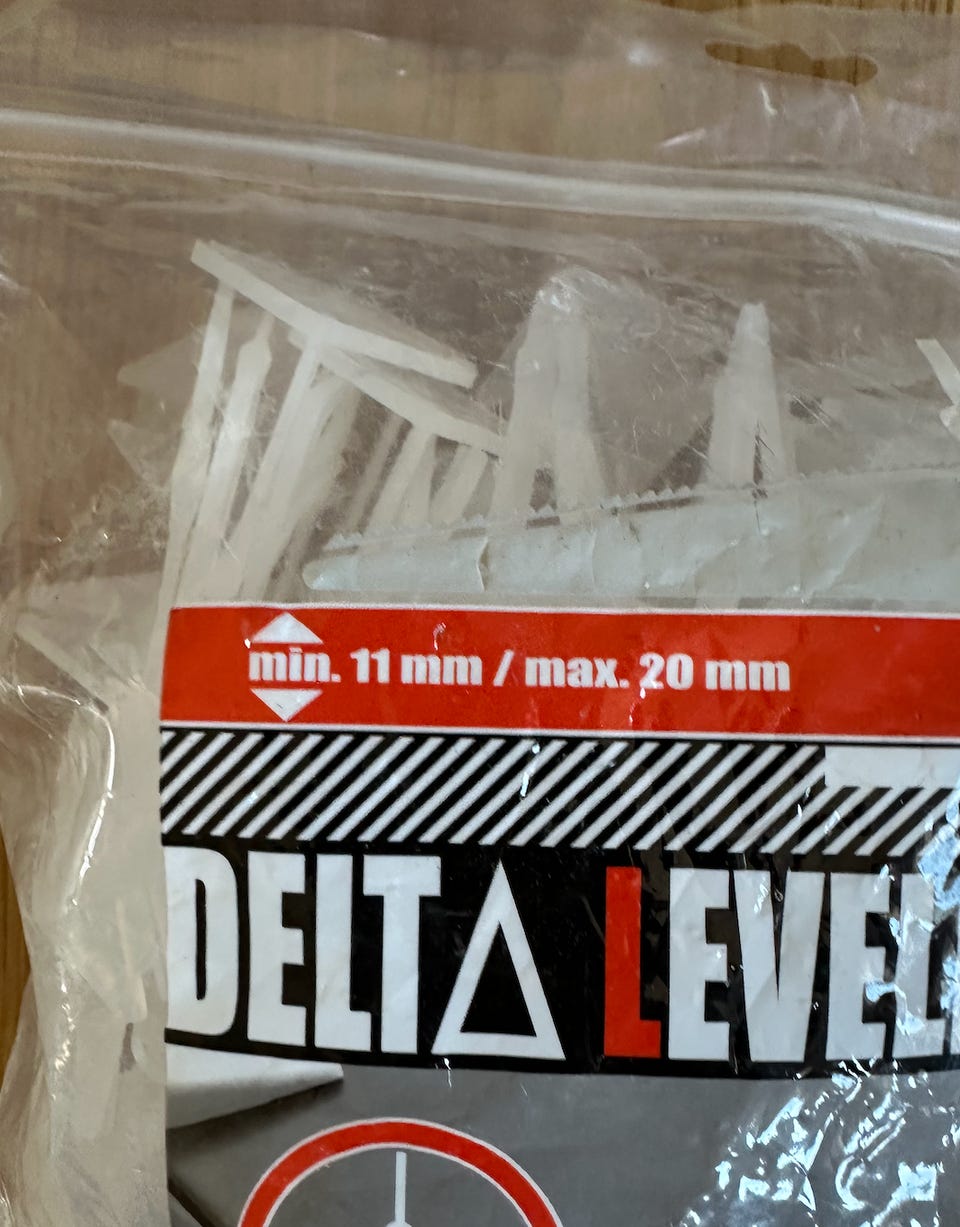 min. 11 mm / max. 20 mm
DELTA LEVEL